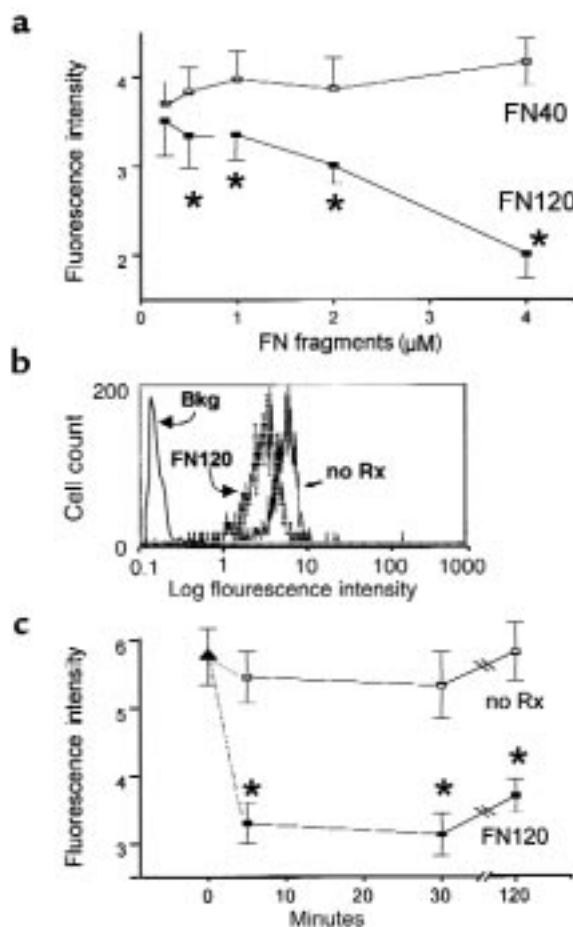 a
Fluorescence intensity
4
3
2
FN40
FN120
*
*
*
*
0 1 2 3 4
FN fragments (μM)
b
Cell count
200
0
Bkg
FN120
no Rx
0.1 1 10 100 1000
Log flourescence intensity
c
Fluorescence intensity
6
5
4
3
no Rx
*
*
*
FN120
0 10 20 30 120
Minutes